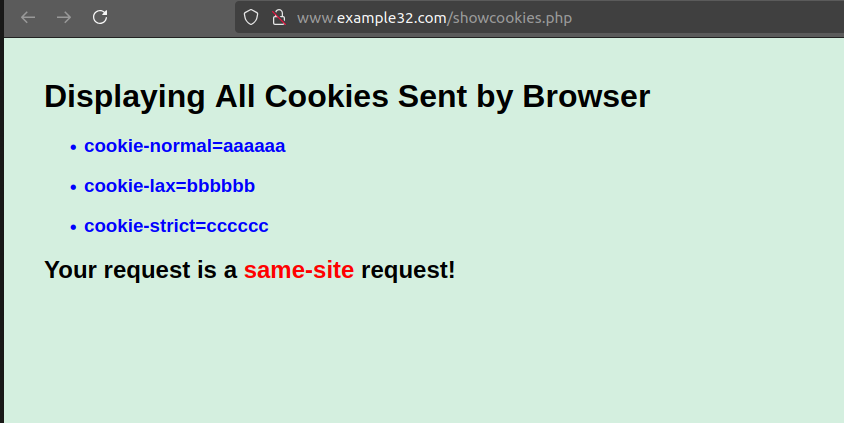 www.example32.com/showcookies.php
Displaying All Cookies Sent by Browser
• cookie-normal=aaaaaa
• cookie-lax=bbbbbb
• cookie-strict=cccccc
Your request is a same-site request!